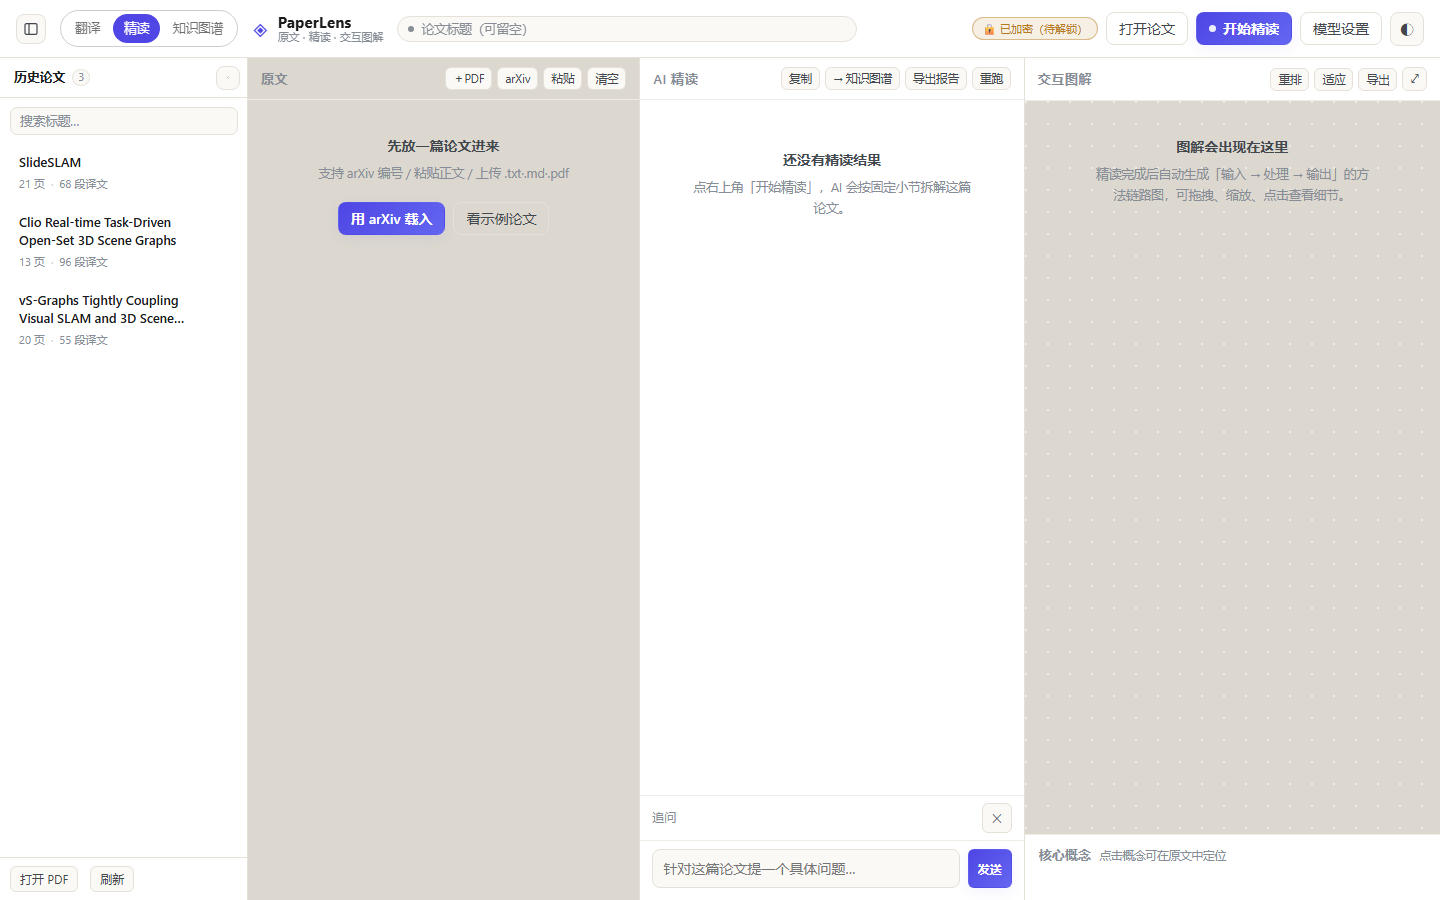 翻译 精读 知识图谱
PaperLens
原文 · 精读 · 交互图解
论文标题（可留空）
已加密（待解锁）
打开论文
开始精读
模型设置
历史论文 3
搜索标题...
SlideSLAM
21 页 · 68 段译文
Clio Real-time Task-Driven
Open-Set 3D Scene Graphs
13 页 · 96 段译文
vS-Graphs Tightly Coupling
Visual SLAM and 3D Scene...
20 页 · 55 段译文
打开 PDF
刷新
原文
+ PDF
arXiv
粘贴
清空
先放一篇论文进来
支持 arXiv 编号 / 粘贴正文 / 上传 .txt·.md·.pdf
用 arXiv 载入
看示例论文
AI 精读
复制
→ 知识图谱
导出报告
重跑
还没有精读结果
点右上角「开始精读」，AI 会按固定小节拆解这篇
论文。
追问
针对这篇论文提一个具体问题...
发送
交互图解
重排
适应
导出
图解会出现在这里
精读完成后自动生成「输入 → 处理 → 输出」的方
法链路图，可拖拽、缩放、点击查看细节。
核心概念 点击概念可在原文中定位